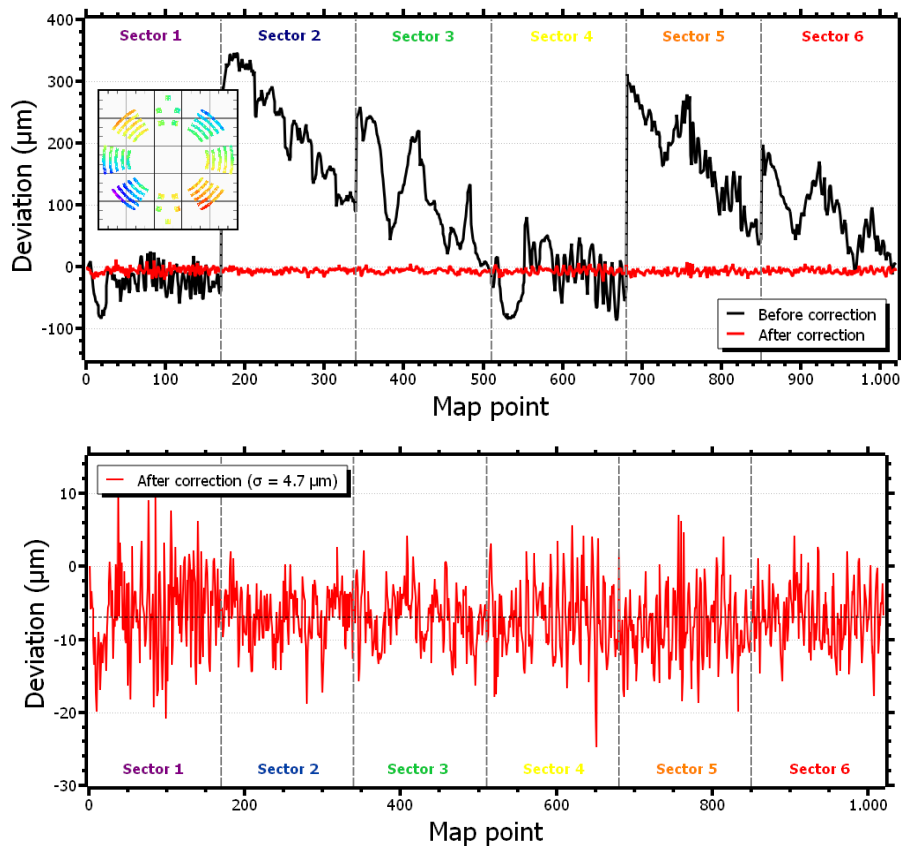 400
Sector 1 Sector 2 Sector 3 Sector 4 Sector 5 Sector 6
300
200
100
0
-100
Deviation (µm)
Before correction
After correction
0 100 200 300 400 500 600 700 800 900 1.000
Map point
After correction (σ = 4.7 µm)
10
0
-10
-20
-30
Deviation (µm)
Sector 1 Sector 2 Sector 3 Sector 4 Sector 5 Sector 6
0 200 400 600 800 1.000
Map point